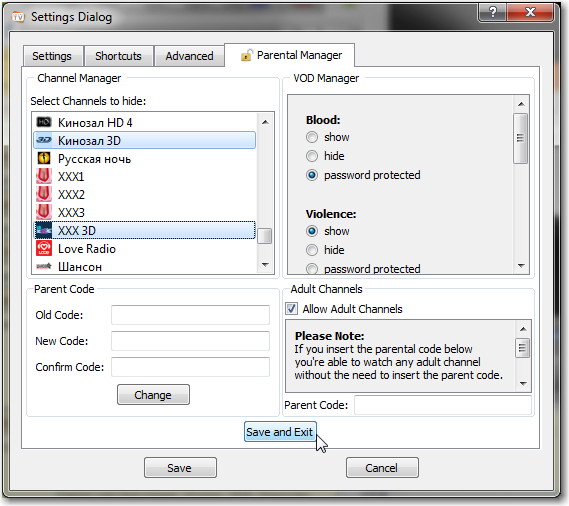 Settings Dialog
Settings
Shortcuts
Advanced
Parental Manager
Channel Manager
Select Channels to hide:
Кинозал HD 4
Кинозал 3D
Русская ночь
XXX1
XXX2
XXX3
XXX 3D
Love Radio
Шансон
VOD Manager
Blood:
show
hide
password protected
Violence:
show
hide
password protected
Parent Code
Old Code:
New Code:
Confirm Code:
Change
Adult Channels
Allow Adult Channels
Please Note:
If you insert the parental code below
you're able to watch any adult channel
without the need to insert the parent code.
Parent Code:
Save and Exit
Save
Cancel